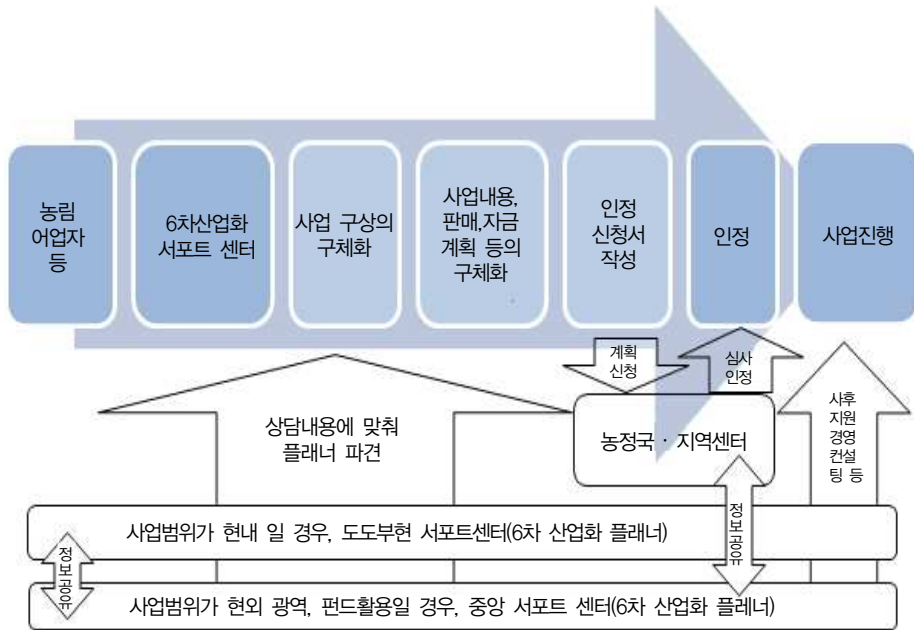 농림
어업자
등
6차산업화
서포트 센터
사업 구상의
구체화
사업내용,
판매,자금
계획 등의
구체화
인정
신청서
작성
인정
사업진행
계획
신청
심사
인정
상담내용에 맞춰
플래너 파견
농정국 · 지역센터
사후
지원
경영
컨설
팅 등
사업범위가 현내 일 경우, 도도부현 서포트센터(6차 산업화 플래너)
정보공유
정보공유
사업범위가 현외 광역, 펀드활용일 경우, 중앙 서포트 센터(6차 산업화 플레너)